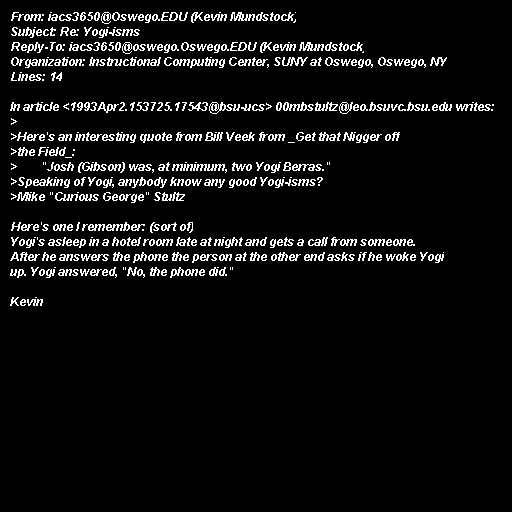 From: iacs3650@Oswego.EDU (Kevin Mundstock)
Subject: Re: Yogi-isms
Reply-To: iacs3650@oswego.Oswego.EDU (Kevin Mundstock)
Organization: Instructional Computing Center, SUNY at Oswego, Oswego, NY
Lines: 14

In article <1993Apr2.153725.17543@bsu-ucs> 00mbstultz@leo.bsuvc.bsu.edu writes:
>
>Here's an interesting quote from Bill Veek from _Get that Nigger off
>the Field_:
>       "Josh (Gibson) was, at minimum, two Yogi Berras."
>Speaking of Yogi, anybody know any good Yogi-isms?
>Mike "Curious George" Stultz

Here's one I remember: (sort of)
Yogi's asleep in a hotel room late at night and gets a call from someone.
After he answers the phone the person at the other end asks if he woke Yogi
up. Yogi answered, "No, the phone did."

Kevin